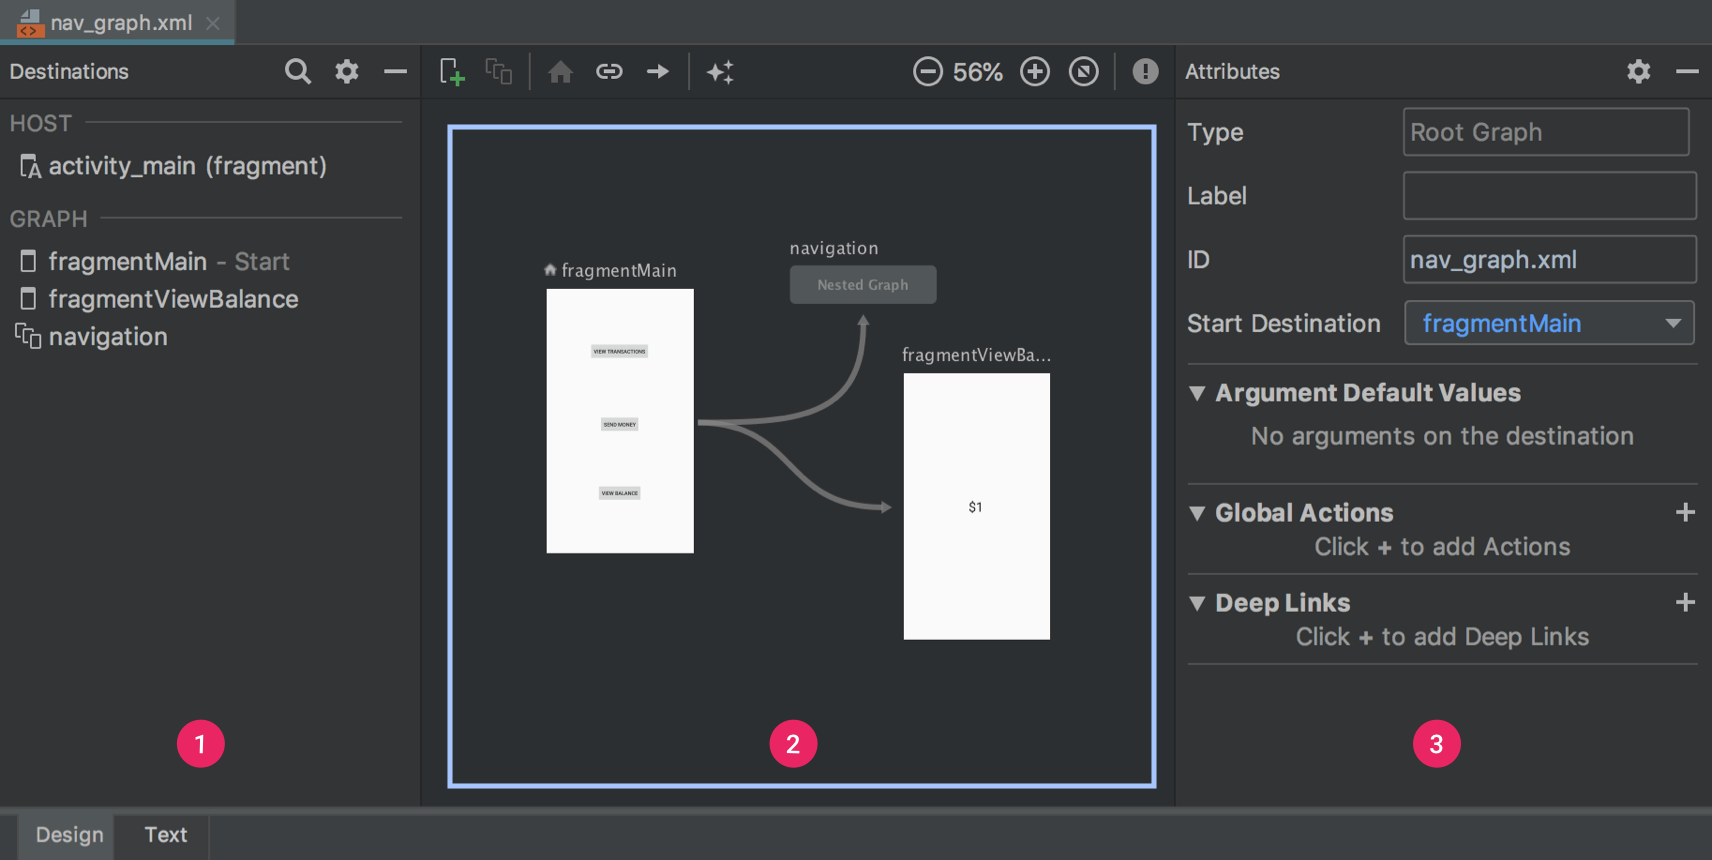 nav_graph.xml
Destinations
56%
Attributes
HOST
activity_main (fragment)
GRAPH
fragmentMain - Start
fragmentViewBalance
navigation
fragmentMain
VIEW TRANSACTIONS
SEND MONEY
VIEW BALANCE
navigation
Nested Graph
fragmentViewBa...
$1
Type
Root Graph
Label
ID
nav_graph.xml
Start Destination
fragmentMain
Argument Default Values
No arguments on the destination
Global Actions
Click + to add Actions
Deep Links
Click + to add Deep Links
1
2
3
Design
Text